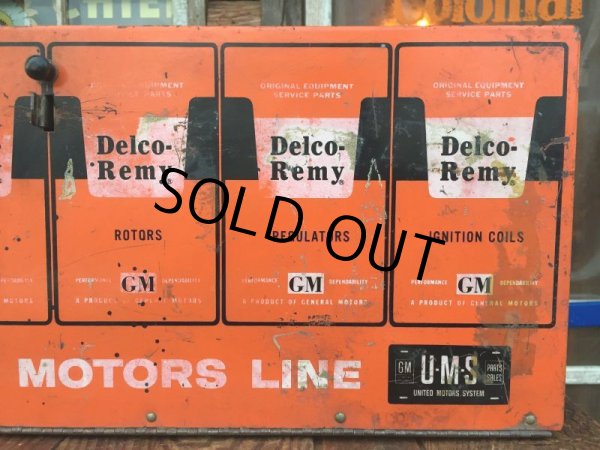 Colonial
ORIGINAL EQUIPMENT
SERVICE PARTS
Delco-
Remy
ROTORS
PERFORMANCE GM DEPENDABILITY
A PRODUCT OF GENERAL MOTORS
ORIGINAL EQUIPMENT
SERVICE PARTS
Delco-
Remy
REGULATORS
PERFORMANCE GM DEPENDABILITY
A PRODUCT OF GENERAL MOTORS
ORIGINAL EQUIPMENT
SERVICE PARTS
Delco-
Remy
IGNITION COILS
PERFORMANCE GM DEPENDABILITY
A PRODUCT OF GENERAL MOTORS
SOLD OUT
MOTORS LINE
GM U·M·S PARTS SALES
UNITED MOTORS SYSTEM